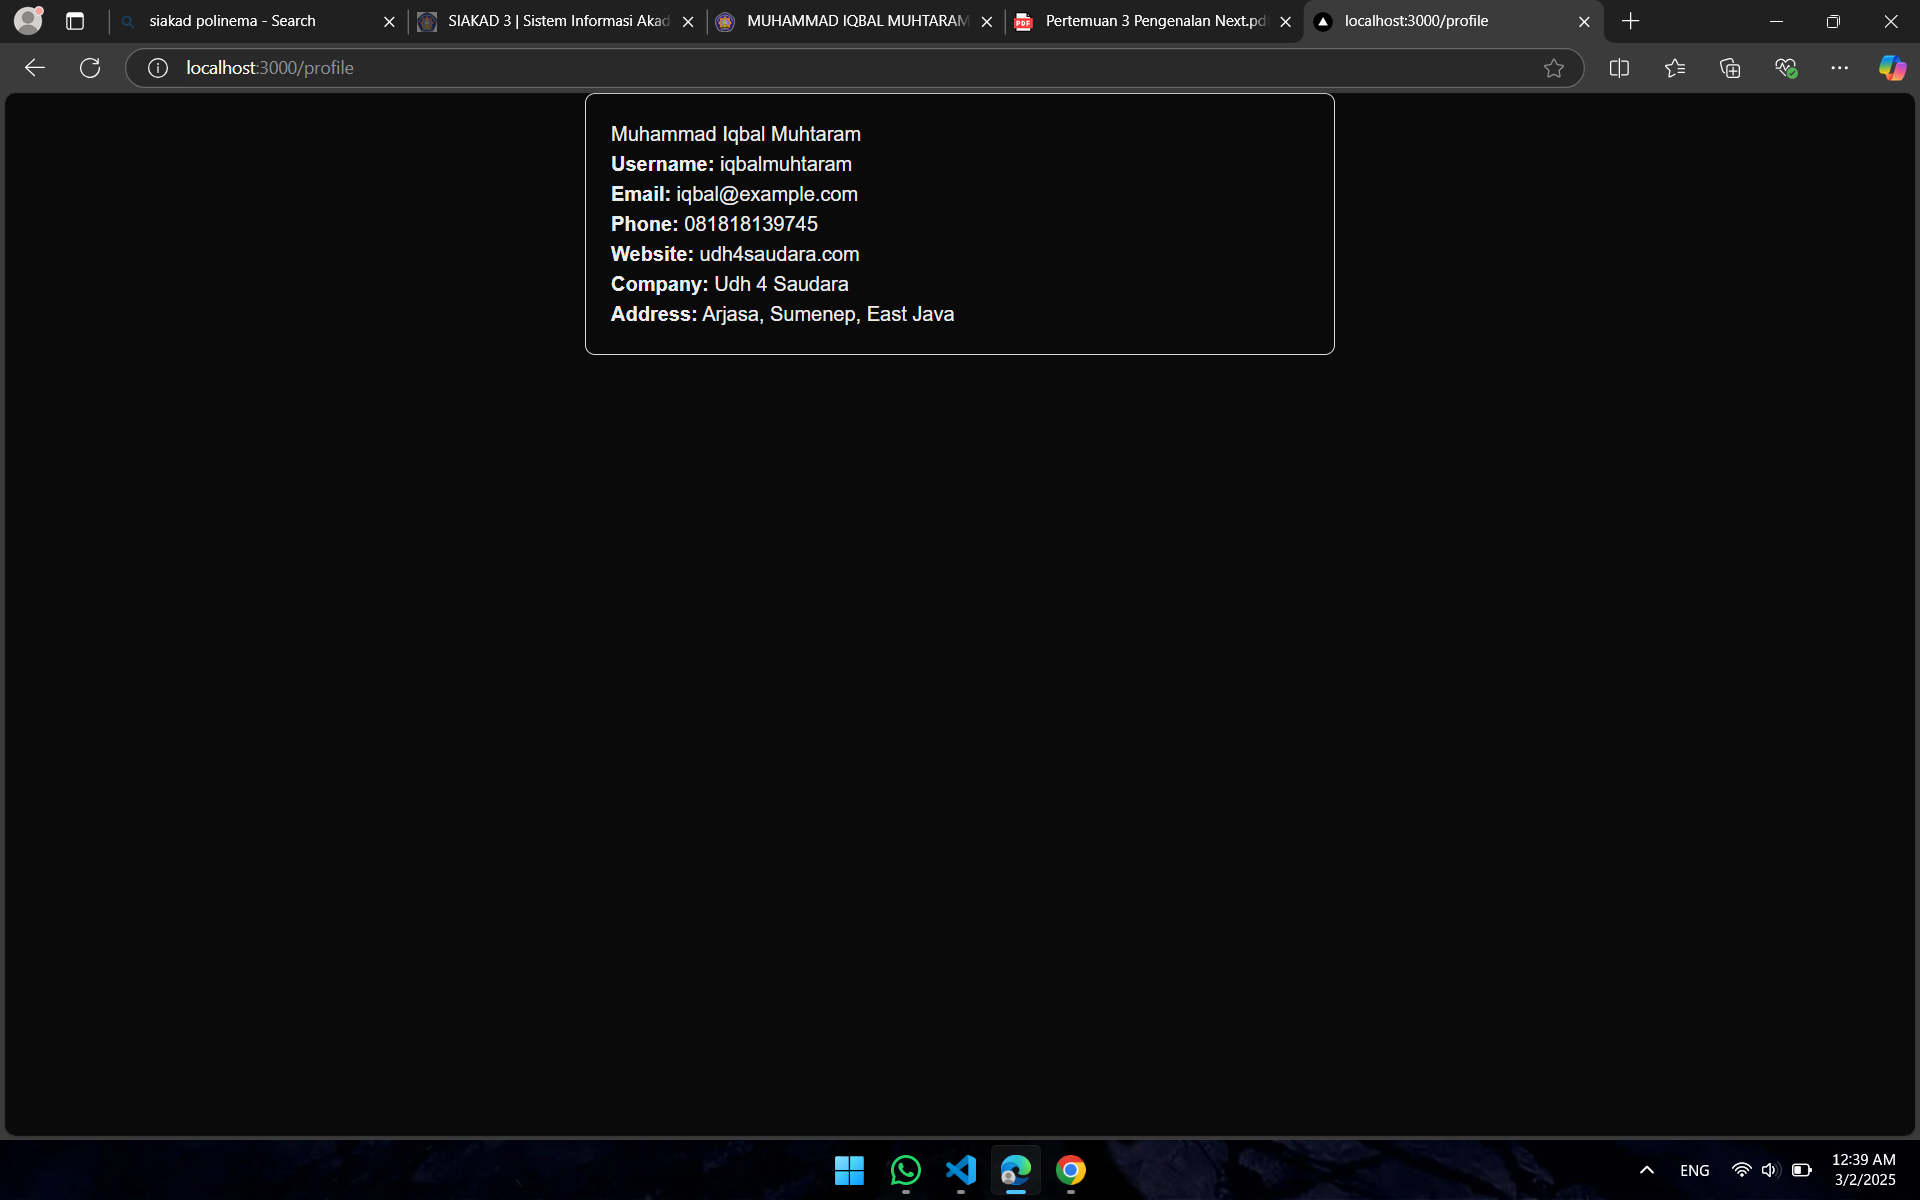 siakad polinema - Search
SIAKAD 3 | Sistem Informasi Akad
MUHAMMAD IQBAL MUHTARAM
PDF
Pertemuan 3 Pengenalan Next.pd
localhost:3000/profile
localhost:3000/profile
Muhammad Iqbal Muhtaram
Username: iqbalmuhtaram
Email: iqbal@example.com
Phone: 081818139745
Website: udh4saudara.com
Company: Udh 4 Saudara
Address: Arjasa, Sumenep, East Java
ENG
12:39 AM
3/2/2025